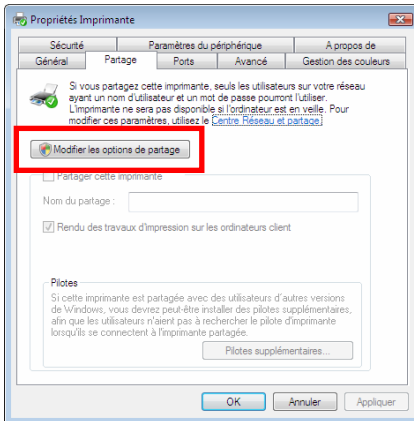 Propriétés Imprimante
Sécurité Paramètres du périphérique A propos de
Général Partage Ports Avancé Gestion des couleurs
Si vous partagez cette imprimante, seuls les utilisateurs sur votre réseau
ayant un nom d'utilisateur et un mot de passe pourront l'utiliser.
L'imprimante ne sera pas disponible si l'ordinateur est en veille. Pour
modifier ces paramètres, utilisez le Centre Réseau et partage.
Modifier les options de partage
Partager cette imprimante
Nom du partage :
Rendu des travaux d'impression sur les ordinateurs client
Pilotes
Si cette imprimante est partagée avec des utilisateurs d'autres versions
de Windows, vous devrez peut-être installer des pilotes supplémentaires,
afin que les utilisateurs n'aient pas à rechercher le pilote d'imprimante
lorsqu'ils se connectent à l'imprimante partagée.
Pilotes supplémentaires...
OK Annuler Appliquer